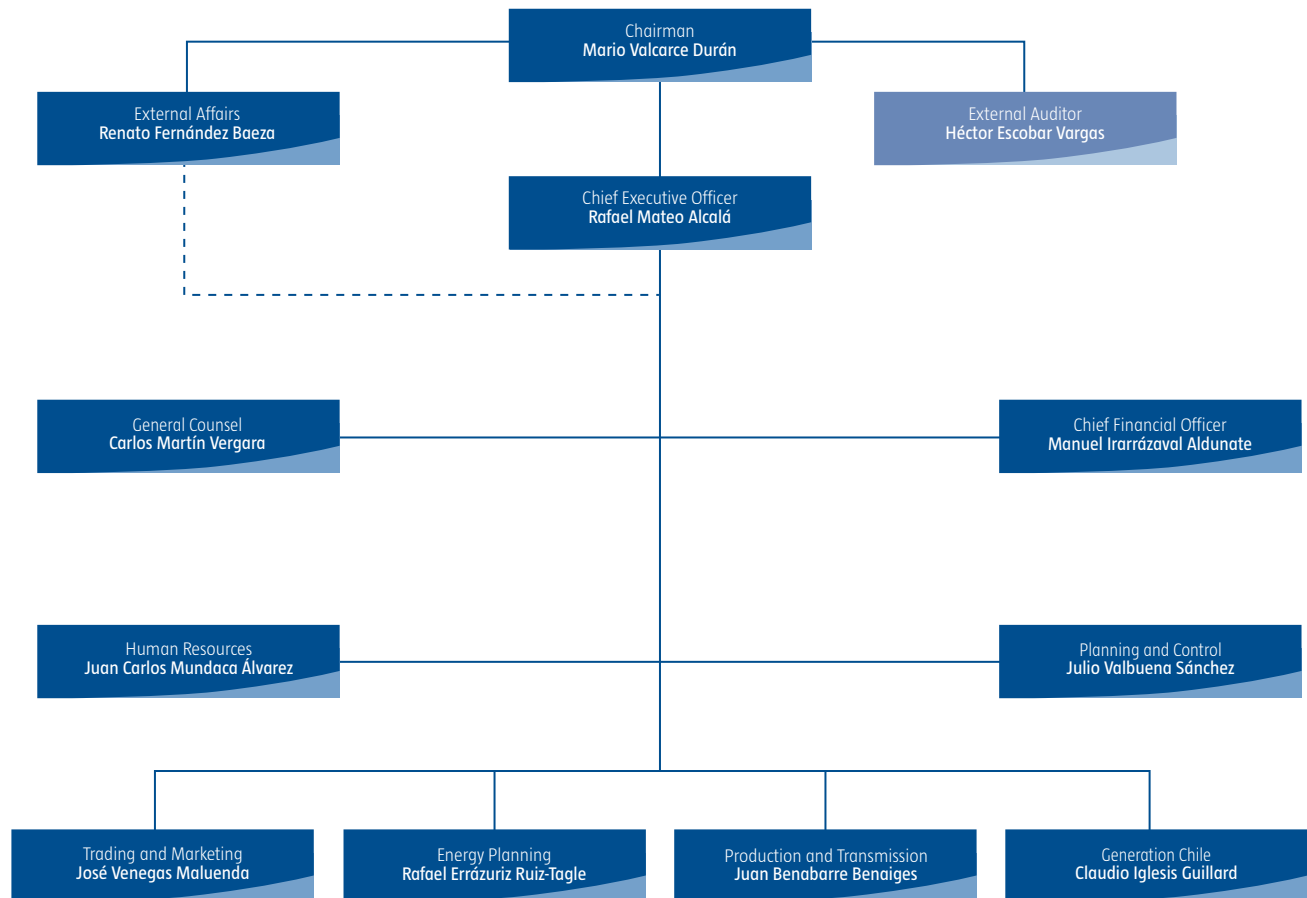 Chairman
Mario Valcarce Durán
External Affairs
Renato Fernández Baeza
External Auditor
Héctor Escobar Vargas
Chief Executive Officer
Rafael Mateo Alcalá
General Counsel
Carlos Martín Vergara
Chief Financial Officer
Manuel Irarrázaval Aldunate
Human Resources
Juan Carlos Mundaca Álvarez
Planning and Control
Julio Valbuena Sánchez
Trading and Marketing
José Venegas Maluenda
Energy Planning
Rafael Errázuriz Ruiz-Tagle
Production and Transmission
Juan Benabarre Benaiges
Generation Chile
Claudio Iglesis Guillard